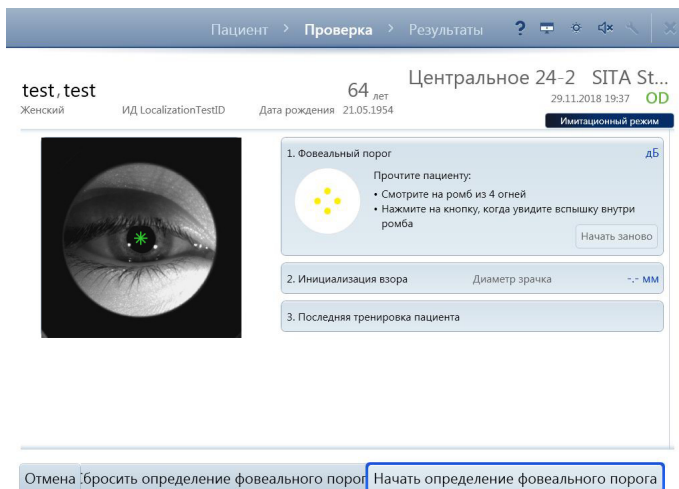 Пациент > Проверка > Результаты ?
test, test
64 лет
Центральное 24-2 SITA St...
Женский ИД LocalizationTestID Дата рождения 21.05.1954
29.11.2018 19:37 OD
Имитационный режим
1. Фовеальный порог дБ
Прочтите пациенту:
• Смотрите на ромб из 4 огней
• Нажмите на кнопку, когда увидите вспышку внутри
ромба
Начать заново
2. Инициализация взора Диаметр зрачка -.- мм
3. Последняя тренировка пациента
Отмена бросить определение фовеального порог Начать определение фовеального порога